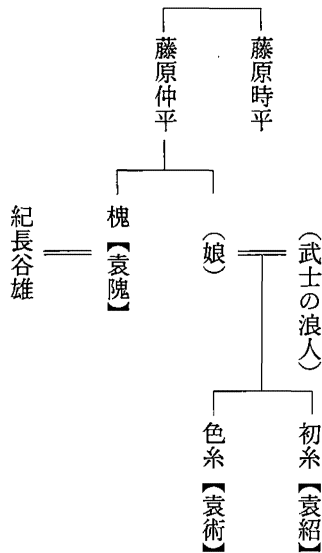 藤原時平
藤原仲平
（武士の浪人）
（娘）
槐【袁隗】
紀長谷雄
初糸【袁紹】
色糸【袁術】